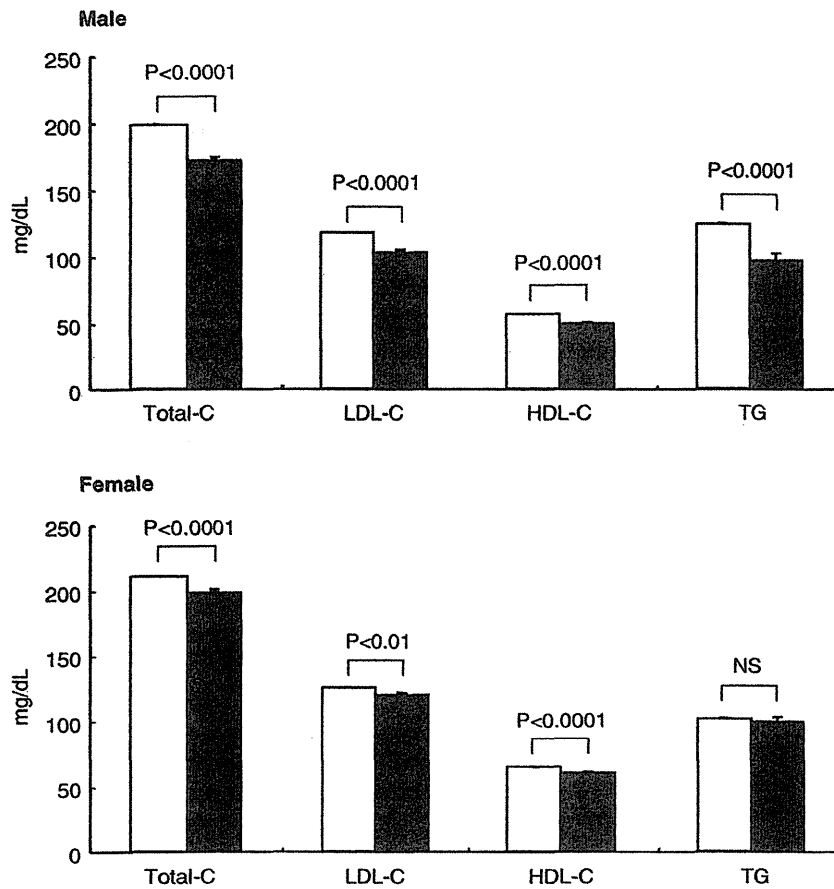 Male
250
200
150
100
50
0
mg/dL
P<0.0001
P<0.0001
P<0.0001
P<0.0001
Total-C
LDL-C
HDL-C
TG
Female
250
200
150
100
50
0
mg/dL
P<0.0001
P<0.01
P<0.0001
NS
Total-C
LDL-C
HDL-C
TG